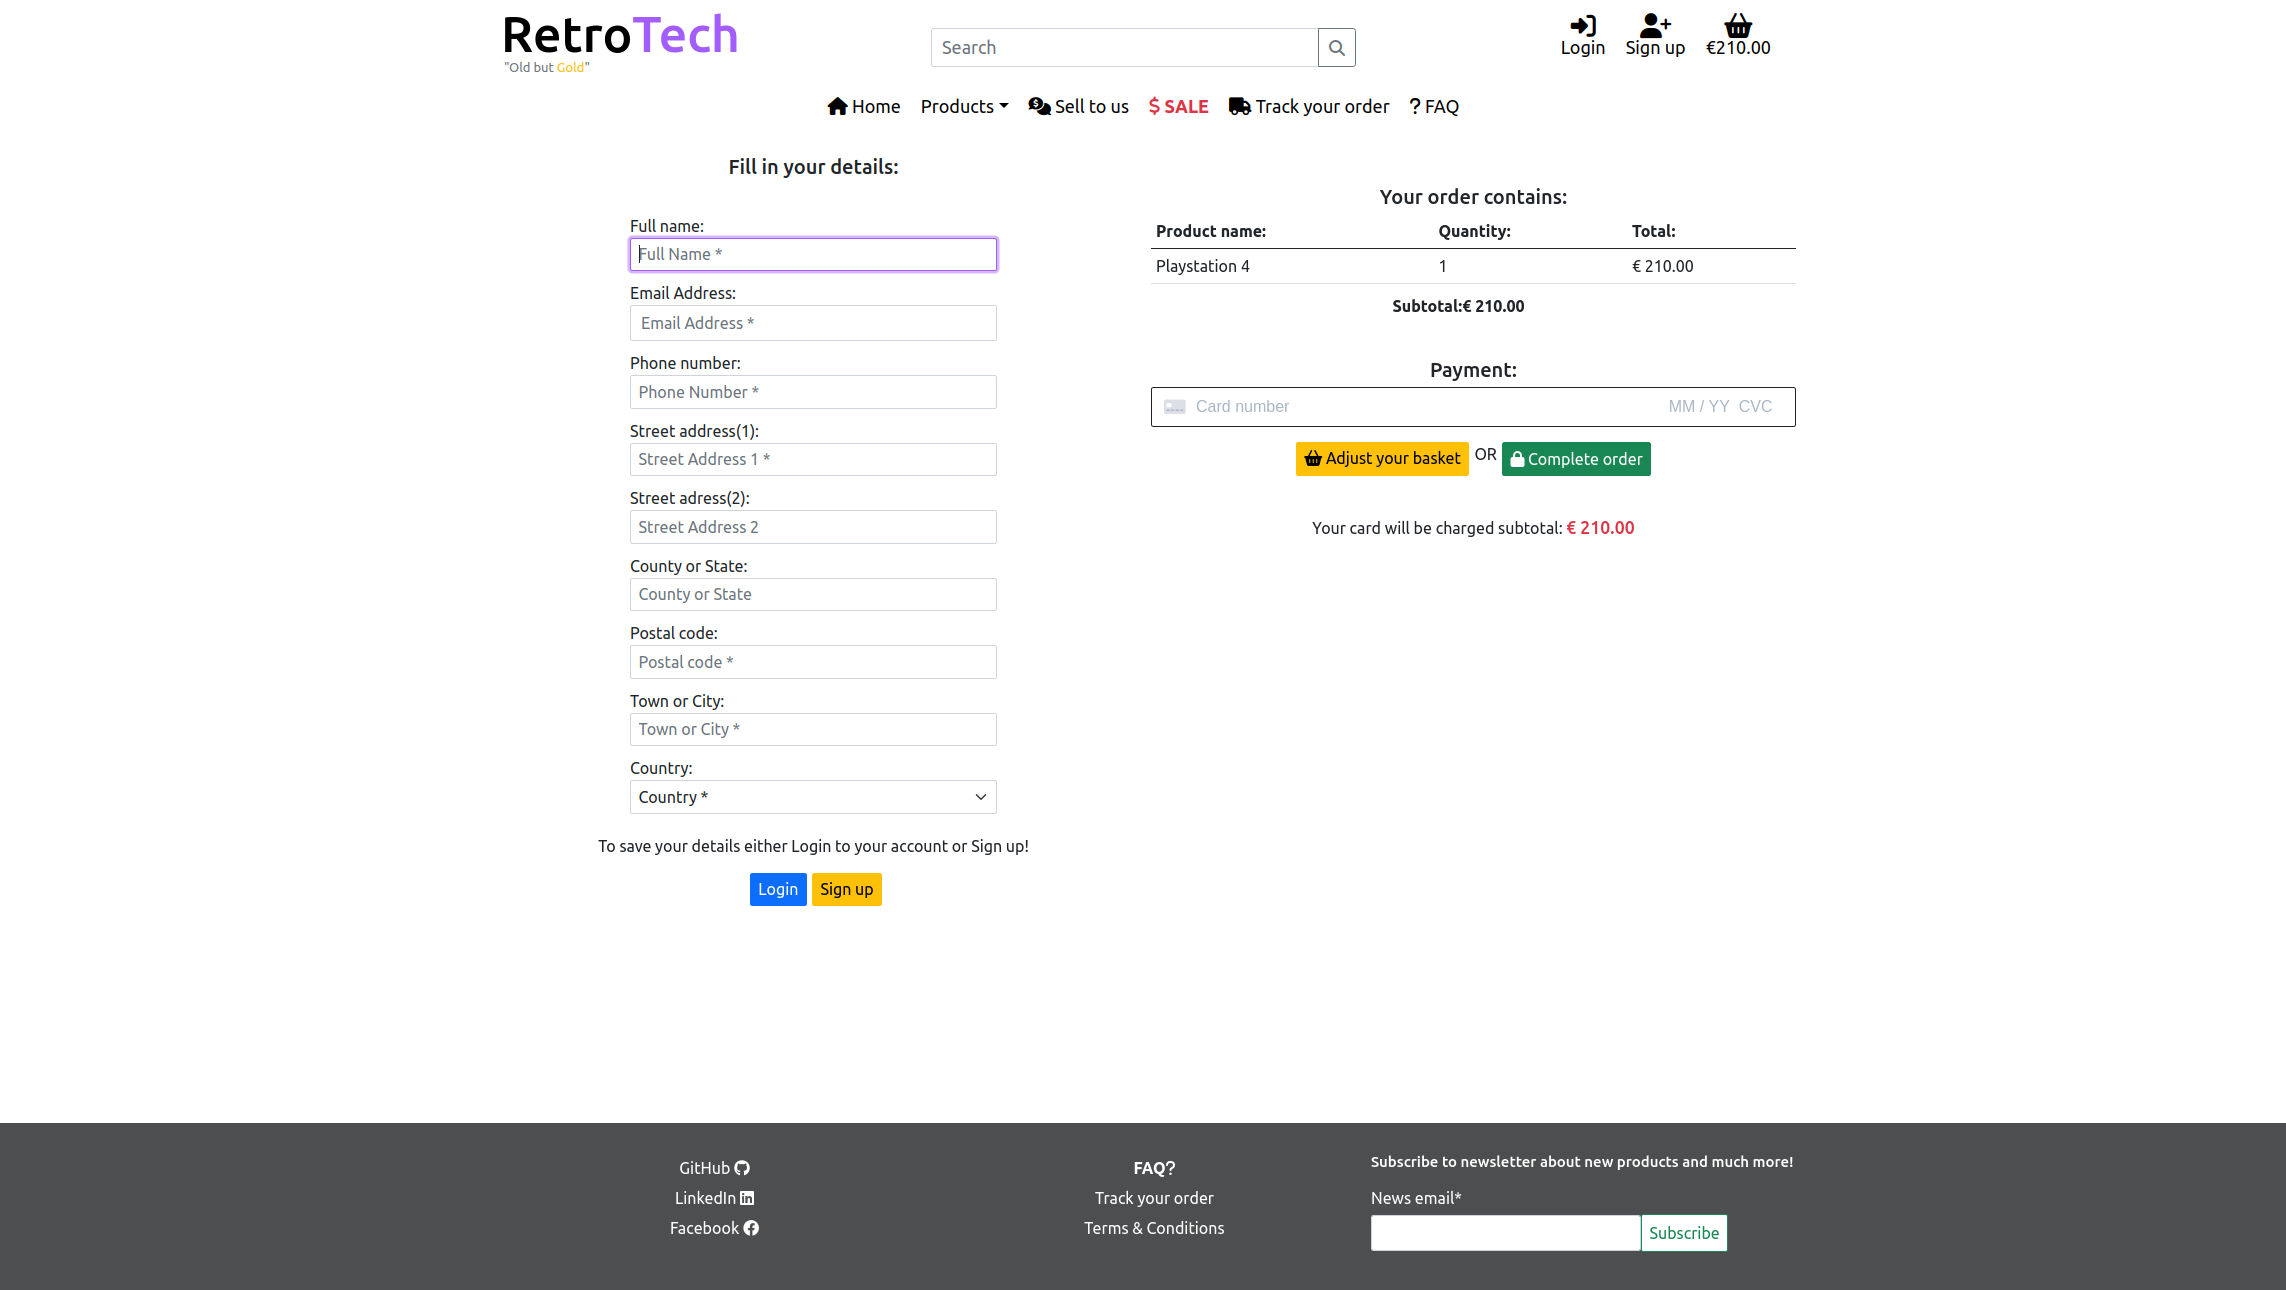 RetroTech
"Old but Gold"
Search
Login
Sign up
€210.00
Home
Products
Sell to us
$ SALE
Track your order
? FAQ
Fill in your details:
Full name:
Full Name *
Email Address:
Email Address *
Phone number:
Phone Number *
Street address(1):
Street Address 1 *
Street adress(2):
Street Address 2
County or State:
County or State
Postal code:
Postal code *
Town or City:
Town or City *
Country:
Country *
To save your details either Login to your account or Sign up!
Login
Sign up
Your order contains:
Product name: Quantity: Total:
Playstation 4 1 € 210.00
Subtotal:€ 210.00
Payment:
Card number MM / YY CVC
Adjust your basket OR Complete order
Your card will be charged subtotal: € 210.00
GitHub
LinkedIn
Facebook
FAQ?
Track your order
Terms & Conditions
Subscribe to newsletter about new products and much more!
News email*
Subscribe